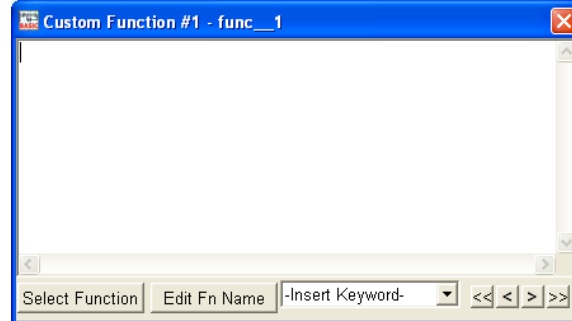 Custom Function #1 - func__1
Select Function Edit Fn Name -Insert Keyword- << < > >>